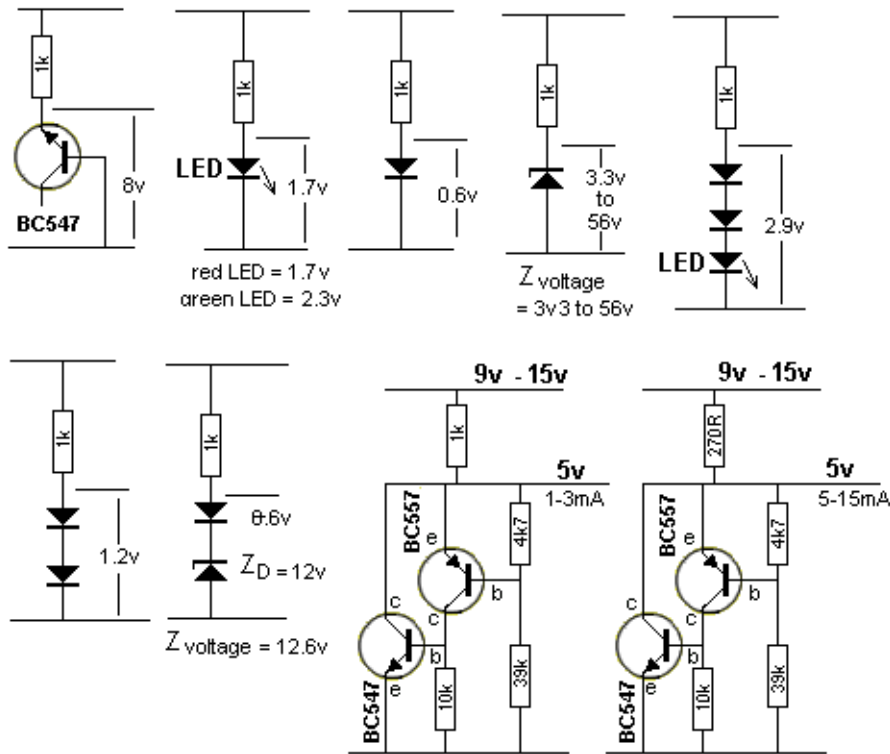 1k
8v
BC547
1k
LED
1.7v
red LED = 1.7v
green LED = 2.3v
1k
0.6v
1k
3.3v
to
56v
Z voltage
= 3v3 to 56v
1k
2.9v
LED
1k
1.2v
1k
0.6v
ZD = 12v
Z voltage = 12.6v
9v - 15v
1k
5v
1-3mA
BC557
e
4k7
b
c
c
b
BC547
e
10k
39k
9v - 15v
270R
5v
5-15mA
BC557
e
4k7
b
c
c
b
BC547
e
10k
39k